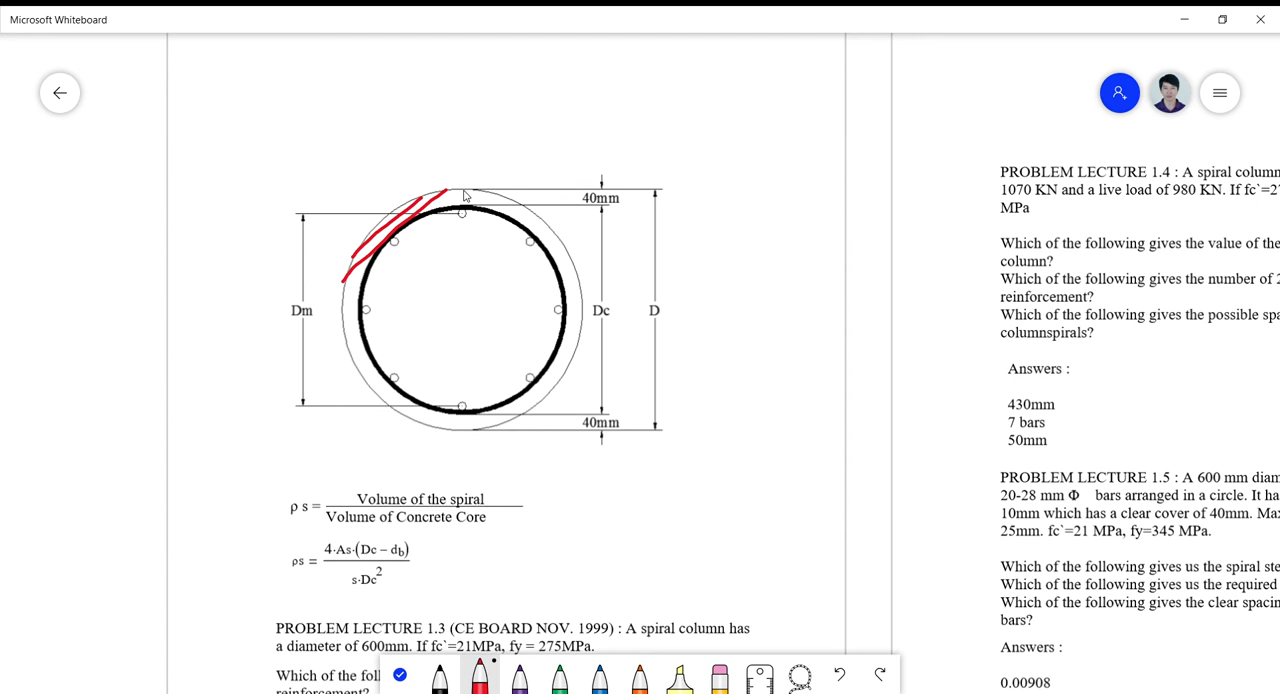 Microsoft Whiteboard
40mm
Dm
Dc
D
40mm
ρ s = Volume of the spiral
Volume of Concrete Core
ρs = 4·As·(Dc − db)
s·Dc2
PROBLEM LECTURE 1.3 (CE BOARD NOV. 1999) : A spiral column has
a diameter of 600mm. If fc`=21MPa, fy = 275MPa.
Which of the fol
reinforcement?
PROBLEM LECTURE 1.4 : A spiral column
1070 KN and a live load of 980 KN. If fc`=2
MPa
Which of the following gives the value of the
column?
Which of the following gives the number of 2
reinforcement?
Which of the following gives the possible spa
columnspirals?
Answers :
430mm
7 bars
50mm
PROBLEM LECTURE 1.5 : A 600 mm diam
20-28 mm Φ bars arranged in a circle. It ha
10mm which has a clear cover of 40mm. Max
25mm. fc`=21 MPa, fy=345 MPa.
Which of the following gives us the spiral ste
Which of the following gives us the required
Which of the following gives the clear spacin
bars?
Answers :
0.00908